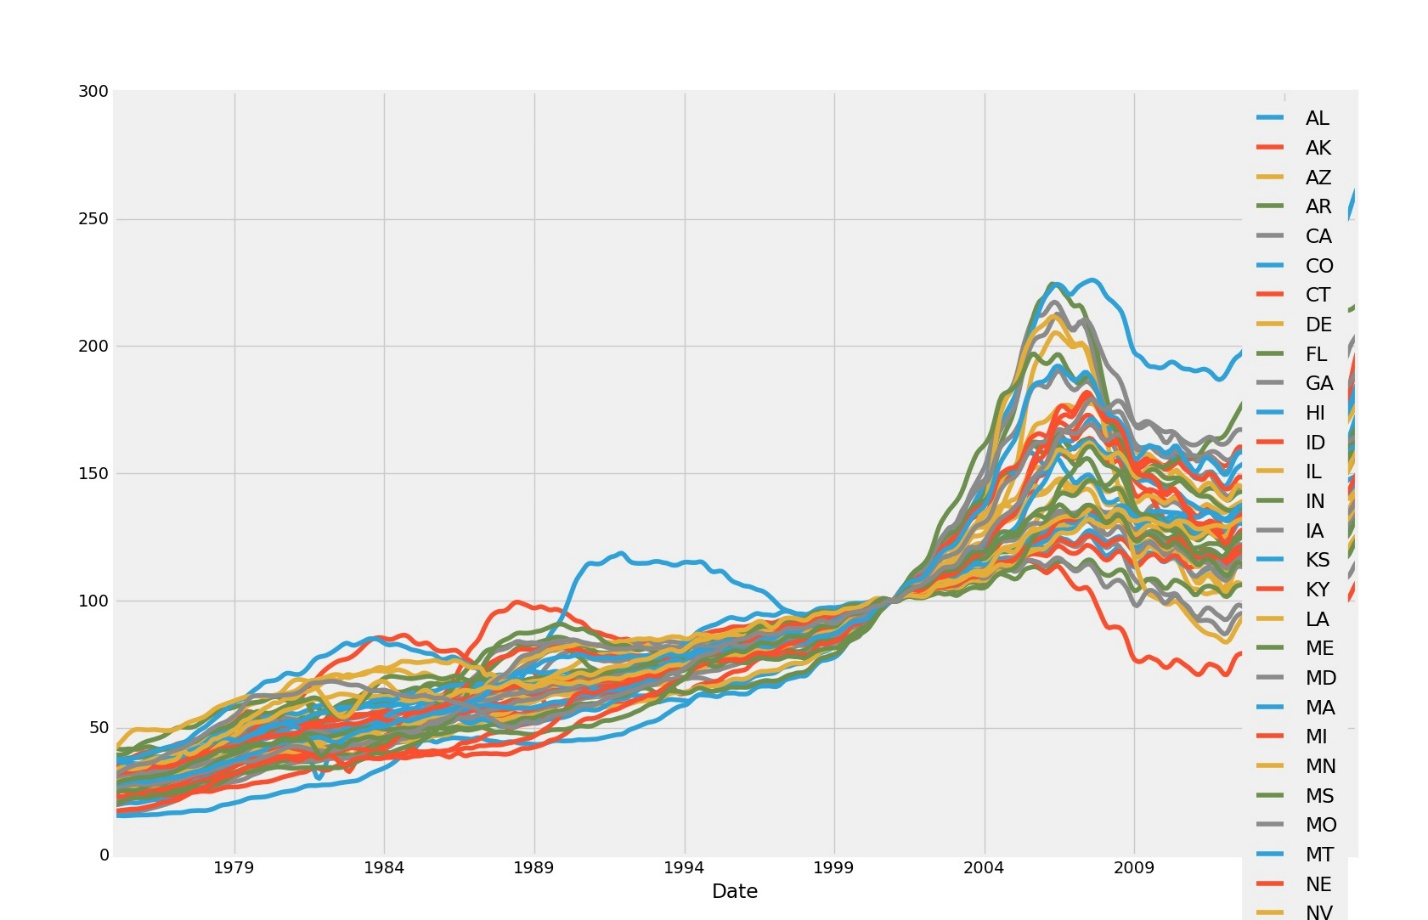 300
250
200
150
100
50
0
1979 1984 1989 1994 1999 2004 2009
Date
AL
AK
AZ
AR
CA
CO
CT
DE
FL
GA
HI
ID
IL
IN
IA
KS
KY
LA
ME
MD
MA
MI
MN
MS
MO
MT
NE
NV